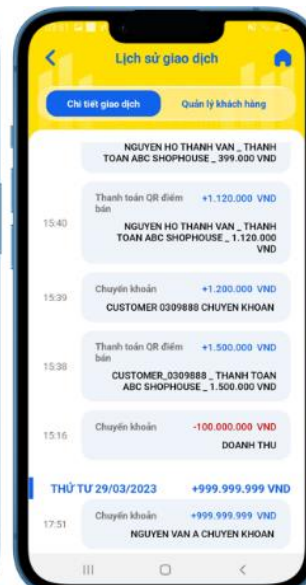 Lịch sử giao dịch
Chi tiết giao dịch
Quản lý khách hàng
NGUYEN HO THANH VAN _ THANH
TOAN ABC SHOPHOUSE _ 399.000 VND
Thanh toán QR điểm bán
+1.120.000 VND
15:40
NGUYEN HO THANH VAN _ THANH
TOAN ABC SHOPHOUSE _ 1.120.000
VND
Chuyển khoản
+1.200.000 VND
15:39
CUSTOMER 0309888 CHUYEN KHOAN
Thanh toán QR điểm bán
+1.500.000 VND
15:38
CUSTOMER_0309888 _ THANH TOAN
ABC SHOPHOUSE _ 1.500.000 VND
Chuyển khoản
-100.000.000 VND
15:16
DOANH THU
THỨ TƯ 29/03/2023
+999.999.999 VND
Chuyển khoản
+999.999.999 VND
17:51
NGUYEN VAN A CHUYEN KHOAN